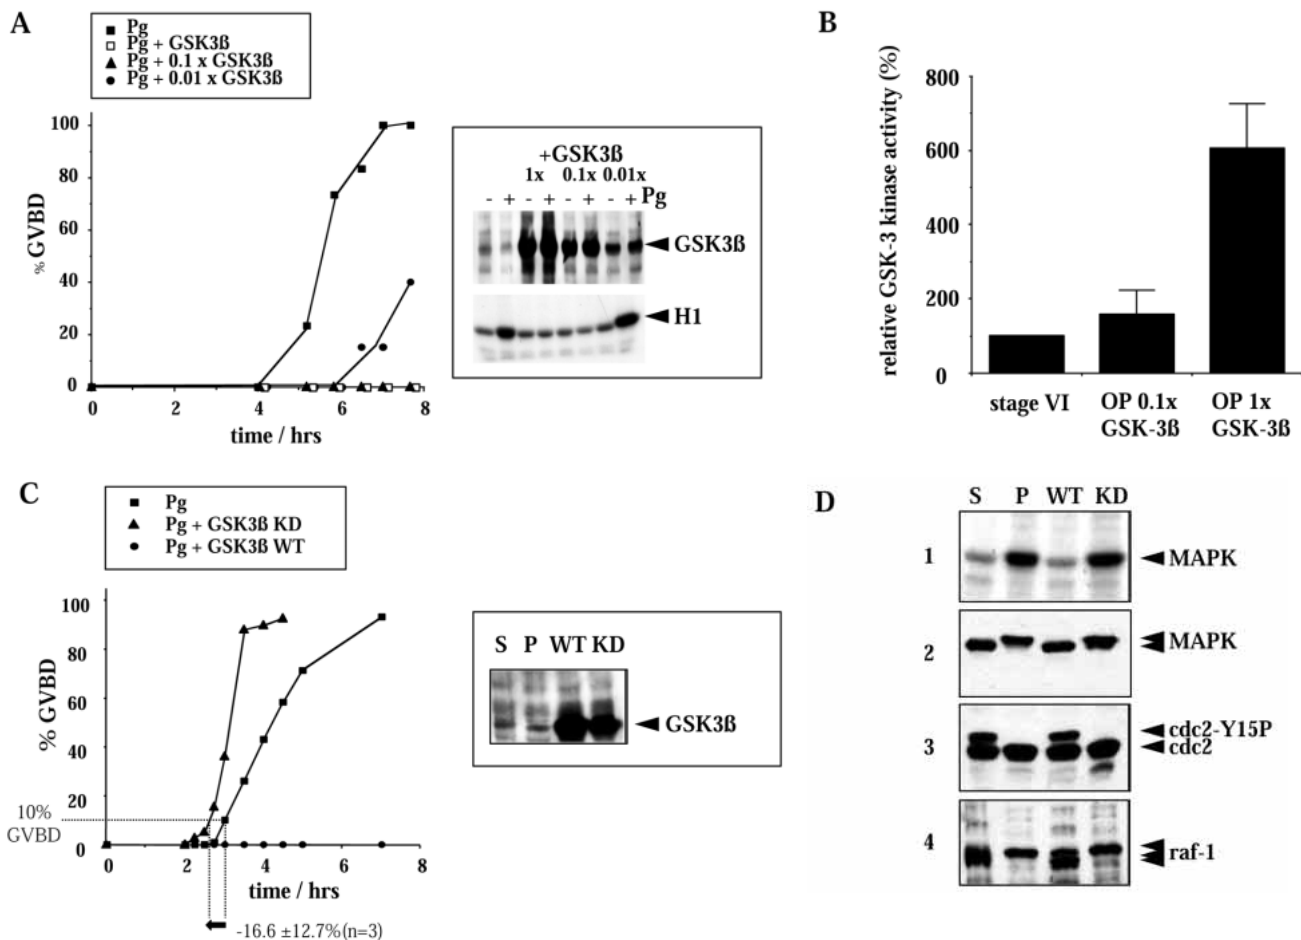 A
Pg
Pg + GSK3ß
Pg + 0.1 x GSK3ß
Pg + 0.01 x GSK3ß
100
80
60
40
20
0
% GVBD
0 2 4 6 8
time / hrs
+GSK3ß
1x 0.1x 0.01x
- + - + - + - + Pg
GSK3ß
H1
B
800
600
400
200
0
relative GSK-3 kinase activity (%)
stage VI
OP 0.1x
GSK-3ß
OP 1x
GSK-3ß
C
Pg
Pg + GSK3ß KD
Pg + GSK3ß WT
100
80
60
40
20
0
% GVBD
10%
GVBD
0 2 4 6 8
time / hrs
-16.6 ±12.7% (n=3)
S P WT KD
GSK3ß
D
S P WT KD
1 MAPK
2 MAPK
3 cdc2-Y15P
cdc2
4 raf-1